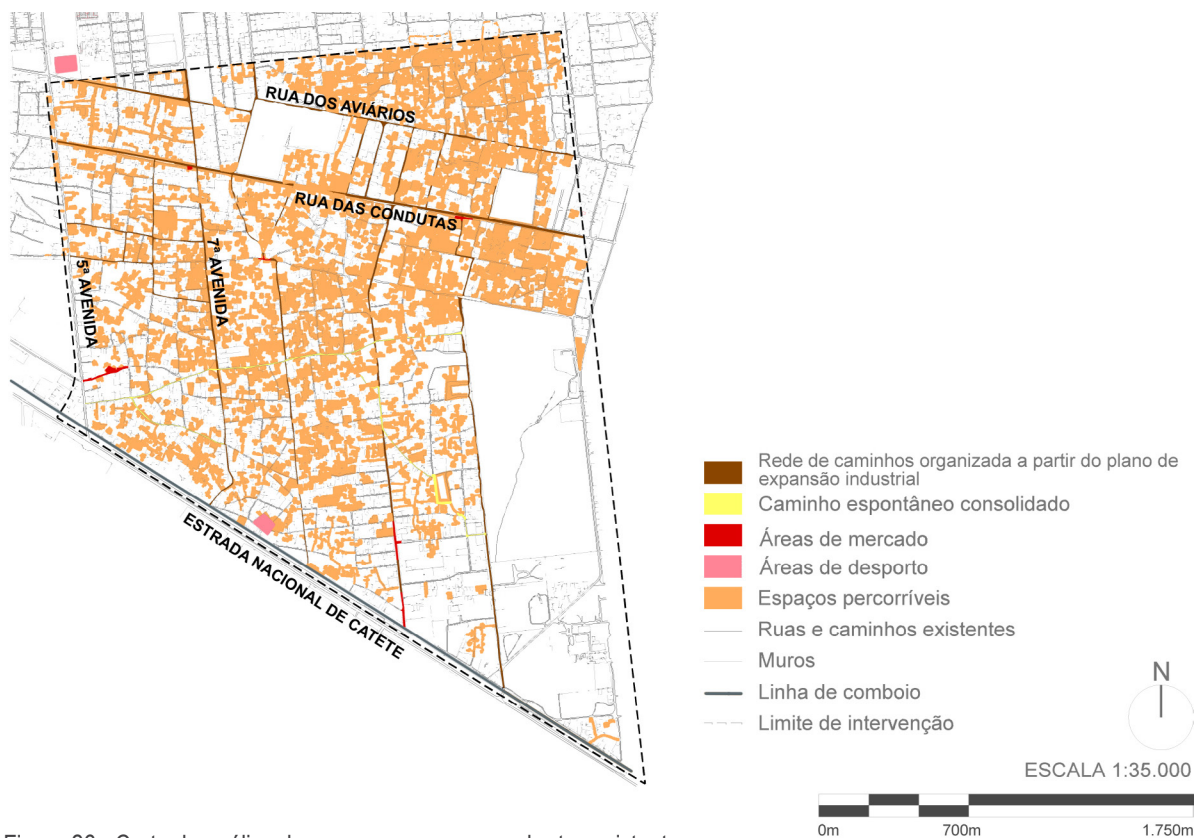 RUA DOS AVIÁRIOS
RUA DAS CONDUTAS
7ª AVENIDA
5ª AVENIDA
ESTRADA NACIONAL DE CATETE
Rede de caminhos organizada a partir do plano de
expansão industrial
Caminho espontâneo consolidado
Áreas de mercado
Áreas de desporto
Espaços percorríveis
Ruas e caminhos existentes
Muros
Linha de comboio
Limite de intervenção
N
ESCALA 1:35.000
0m 700m 1.750m